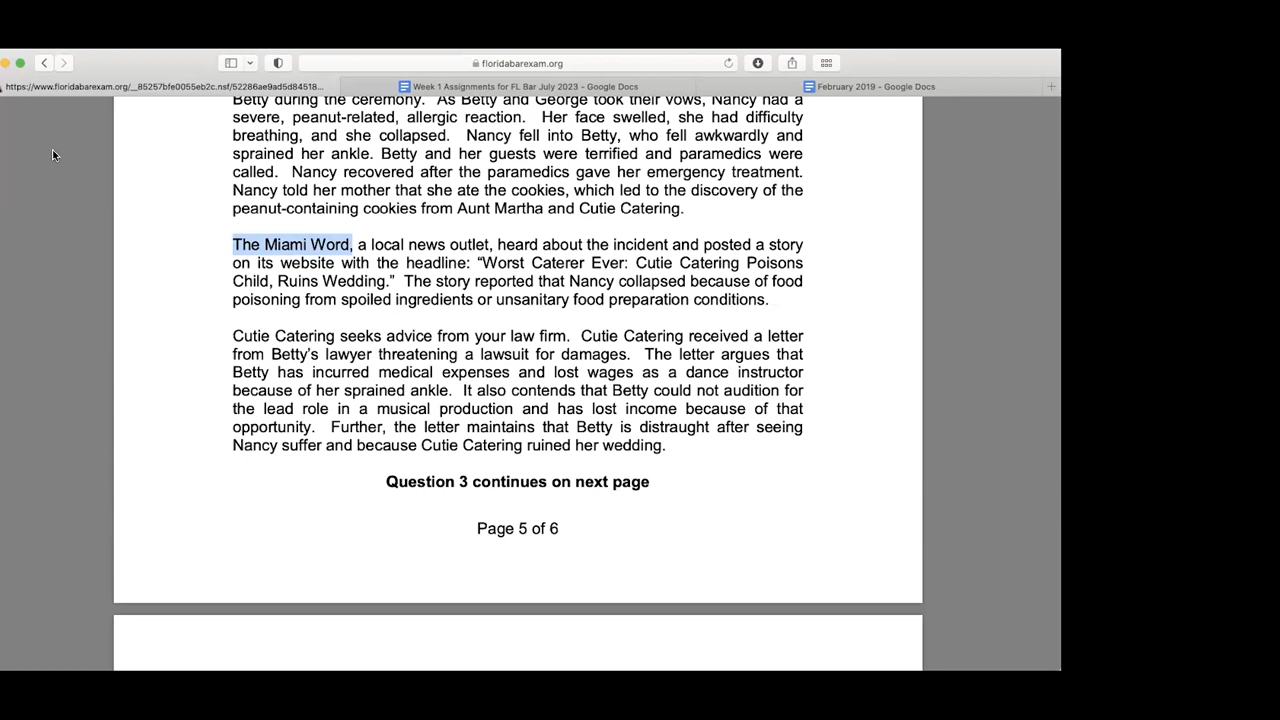 floridabarexam.org
https://www.floridabarexam.org/__85257bfe0055eb2c.nsf/52286ae9ad5d84518...
Week 1 Assignments for FL Bar July 2023 - Google Docs
February 2019 - Google Docs
Betty during the ceremony. As Betty and George took their vows, Nancy had a
severe, peanut-related, allergic reaction. Her face swelled, she had difficulty
breathing, and she collapsed. Nancy fell into Betty, who fell awkwardly and
sprained her ankle. Betty and her guests were terrified and paramedics were
called. Nancy recovered after the paramedics gave her emergency treatment.
Nancy told her mother that she ate the cookies, which led to the discovery of the
peanut-containing cookies from Aunt Martha and Cutie Catering.
The Miami Word, a local news outlet, heard about the incident and posted a story
on its website with the headline: “Worst Caterer Ever: Cutie Catering Poisons
Child, Ruins Wedding.” The story reported that Nancy collapsed because of food
poisoning from spoiled ingredients or unsanitary food preparation conditions.
Cutie Catering seeks advice from your law firm. Cutie Catering received a letter
from Betty’s lawyer threatening a lawsuit for damages. The letter argues that
Betty has incurred medical expenses and lost wages as a dance instructor
because of her sprained ankle. It also contends that Betty could not audition for
the lead role in a musical production and has lost income because of that
opportunity. Further, the letter maintains that Betty is distraught after seeing
Nancy suffer and because Cutie Catering ruined her wedding.
Question 3 continues on next page
Page 5 of 6